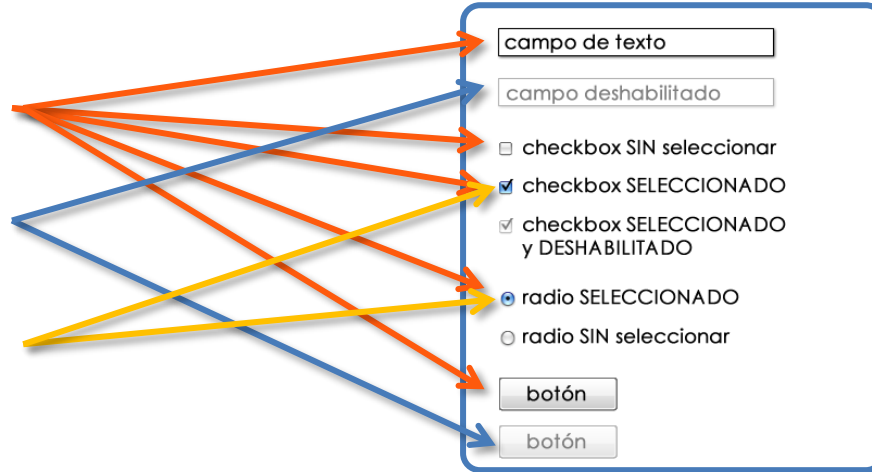 campo de texto
campo deshabilitado
checkbox SIN seleccionar
checkbox SELECCIONADO
checkbox SELECCIONADO
y DESHABILITADO
radio SELECCIONADO
radio SIN seleccionar
botón
botón